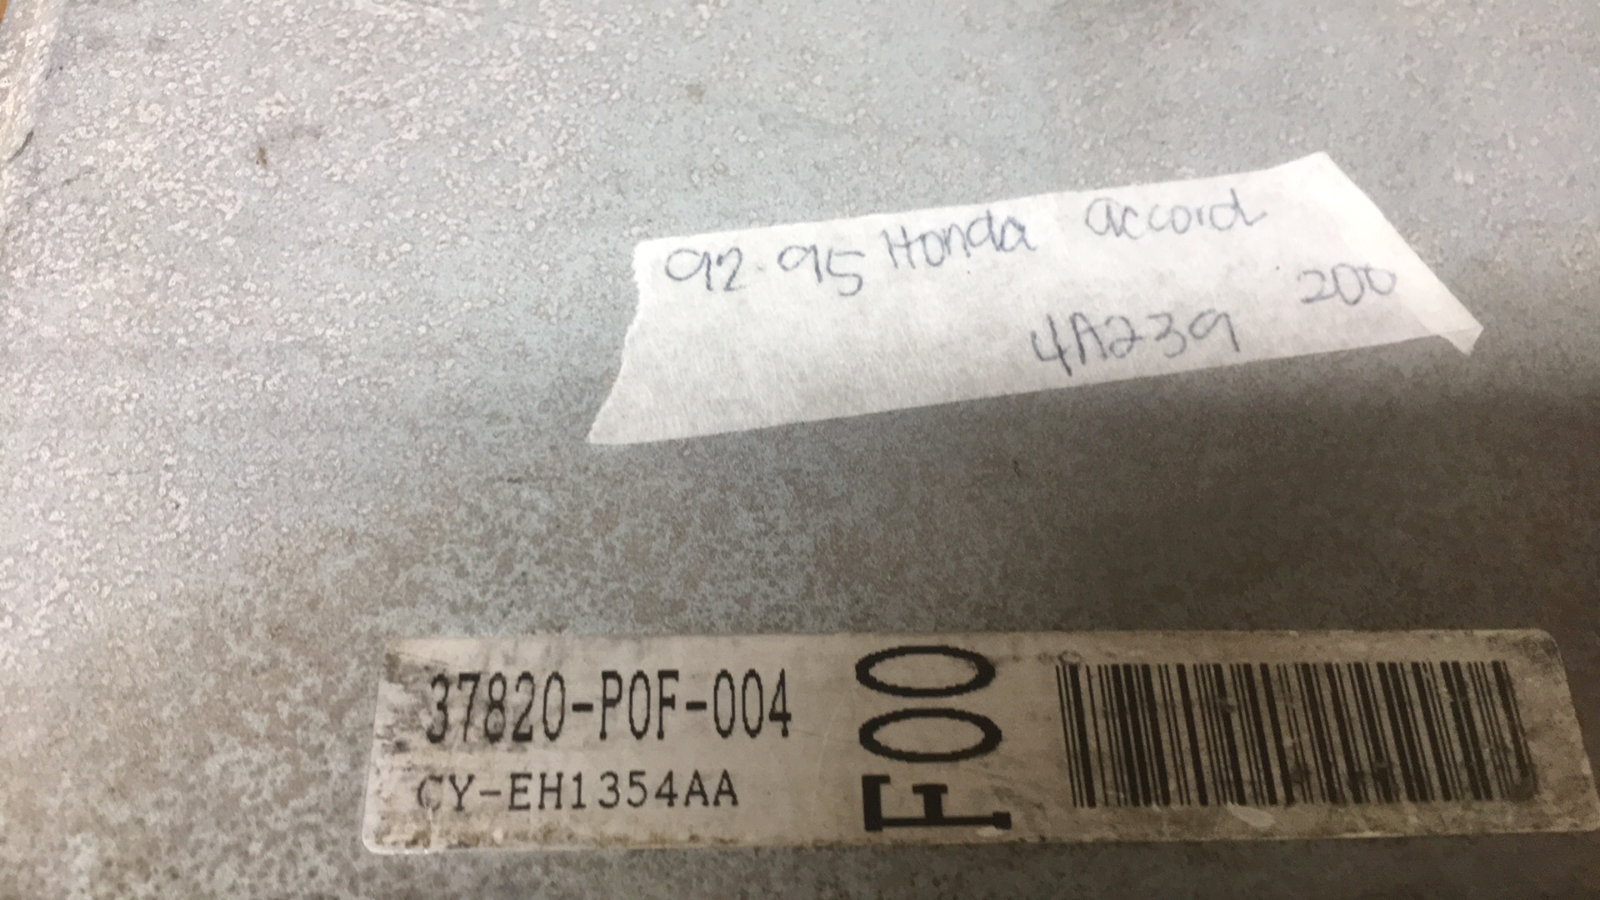 92-95 Honda accord
200
4A239
37820-P0F-004
CY-EH1354AA
F00